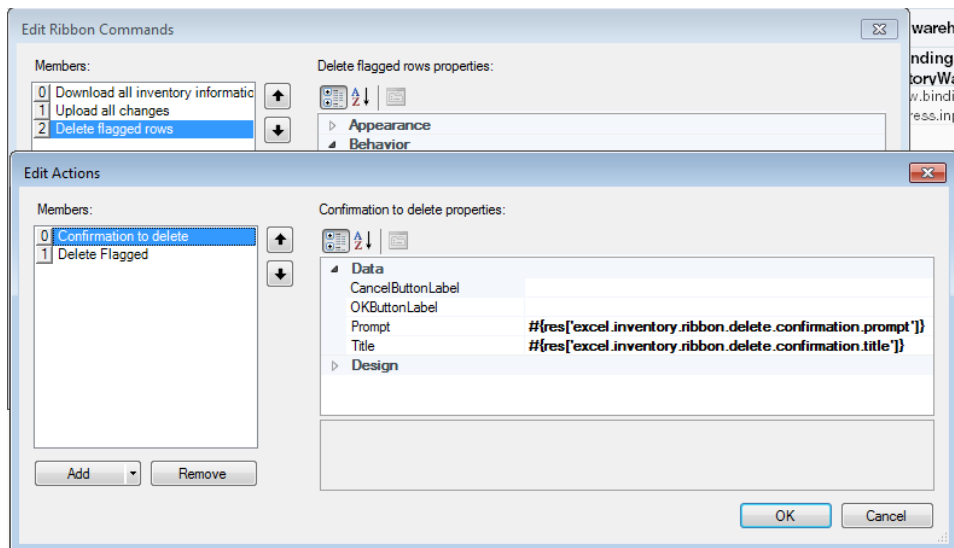 Edit Ribbon Commands
wareh
Members:
Delete flagged rows properties:
nding
toryWa
w.bindi
ress.inp
0 Download all inventory informatic
1 Upload all changes
2 Delete flagged rows
Appearance
Behavior
Edit Actions
Members:
Confirmation to delete properties:
0 Confirmation to delete
1 Delete Flagged
Data
CancelButtonLabel
OKButtonLabel
Prompt #{res['excel.inventory.ribbon.delete.confirmation.prompt']}
Title #{res['excel.inventory.ribbon.delete.confirmation.title']}
Design
Add Remove
OK Cancel